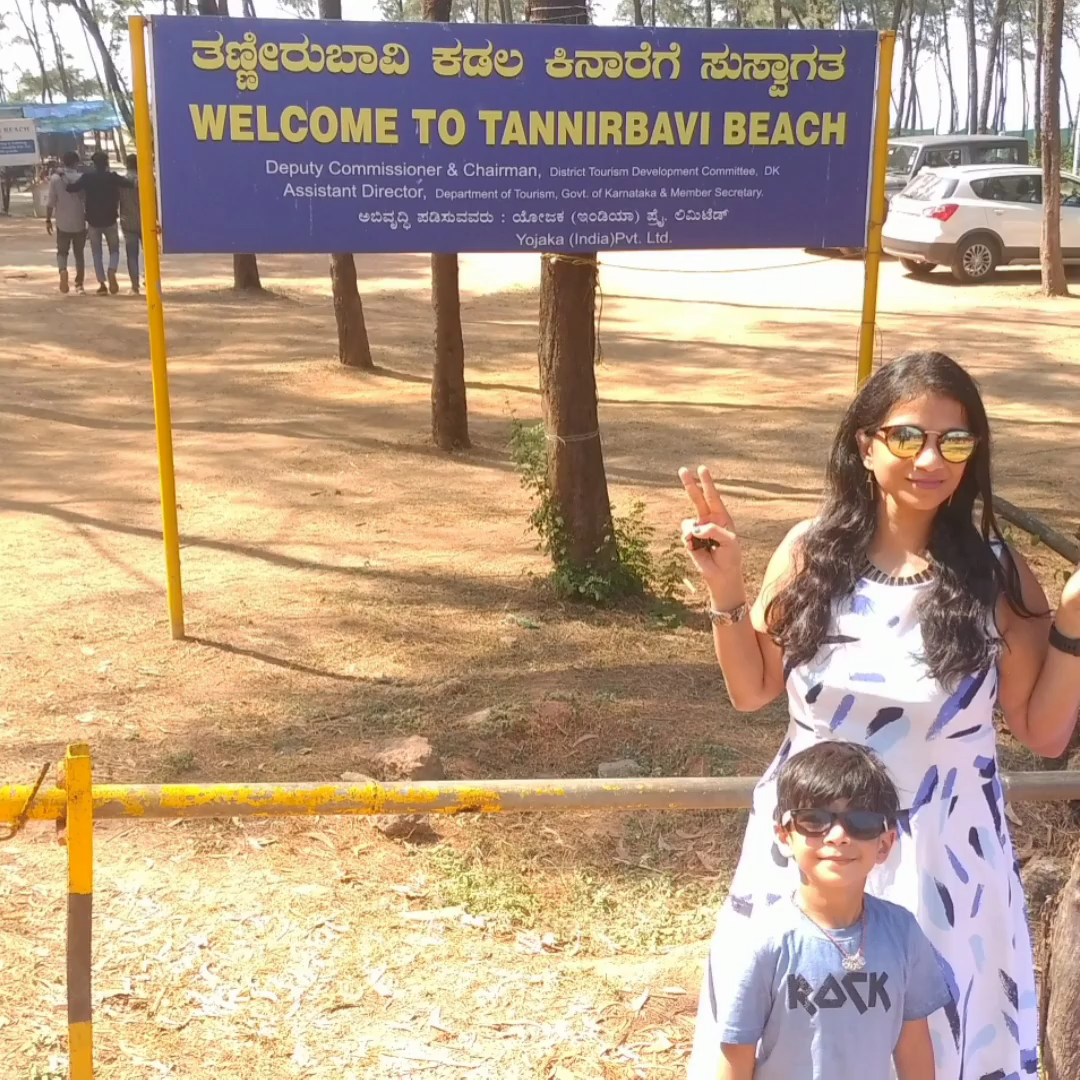 ತಣ್ಣೀರುಬಾವಿ ಕಡಲ ಕಿನಾರೆಗೆ ಸುಸ್ವಾಗತ
WELCOME TO TANNIRBAVI BEACH
Deputy Commissioner & Chairman, District Tourism Development Committee, DK
Assistant Director, Department of Tourism, Govt. of Karnataka & Member Secretary.
ಅಭಿವೃದ್ಧಿ ಪಡಿಸುವವರು : ಯೋಜಕ (ಇಂಡಿಯಾ) ಪ್ರೈ. ಲಿಮಿಟೆಡ್
Yojaka (India)Pvt. Ltd.
BEACH
ROCK